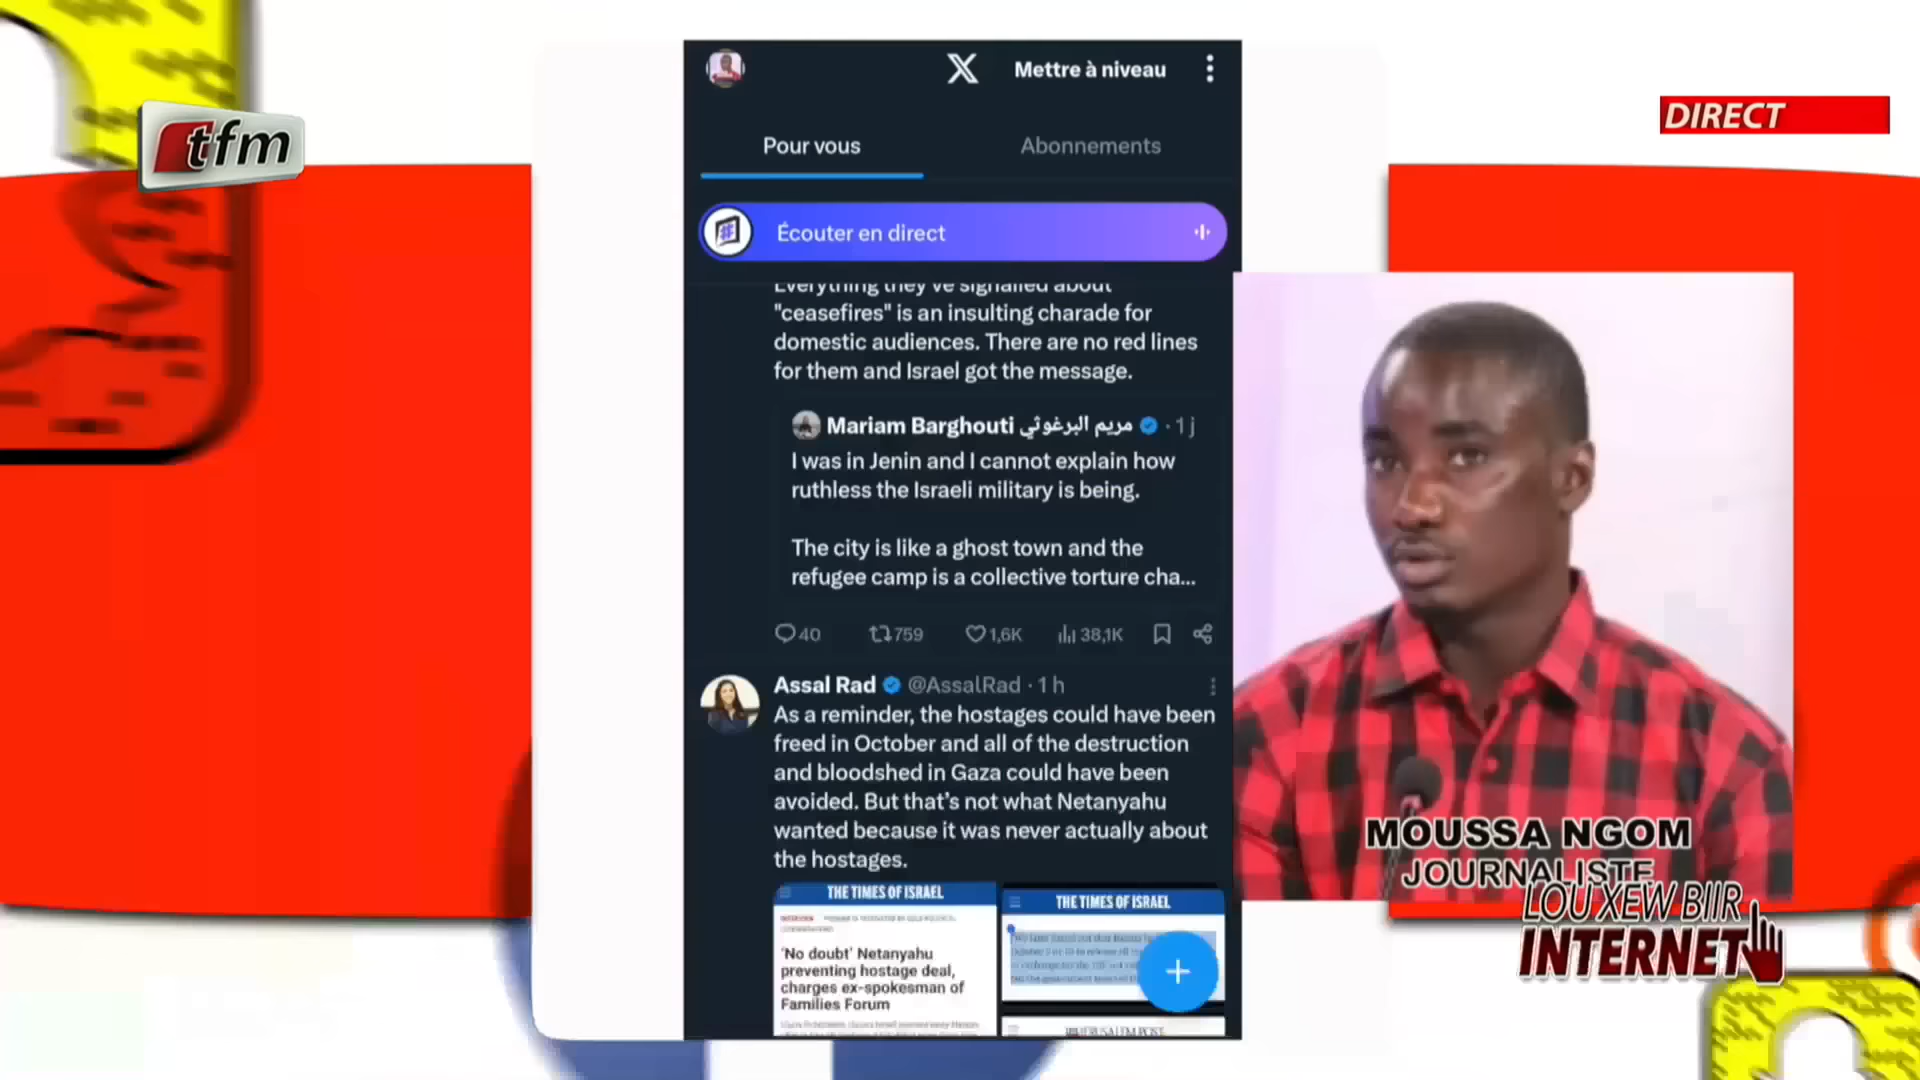 tfm
DIRECT
X
Mettre à niveau
Pour vous
Abonnements
Écouter en direct
Everything they've signalled about
"ceasefires" is an insulting charade for
domestic audiences. There are no red lines
for them and Israel got the message.
Mariam Barghouti مريم البرغوثي · 1 j
I was in Jenin and I cannot explain how
ruthless the Israeli military is being.
The city is like a ghost town and the
refugee camp is a collective torture cha...
40 759 1,6K 38,1K
Assal Rad @AssalRad · 1 h
As a reminder, the hostages could have been
freed in October and all of the destruction
and bloodshed in Gaza could have been
avoided. But that's not what Netanyahu
wanted because it was never actually about
the hostages.
THE TIMES OF ISRAEL
'No doubt' Netanyahu
preventing hostage deal,
charges ex-spokesman of
Families Forum
THE TIMES OF ISRAEL
JERUSALEM POST
MOUSSA NGOM
JOURNALISTE
LOU XEW BIIR
INTERNET